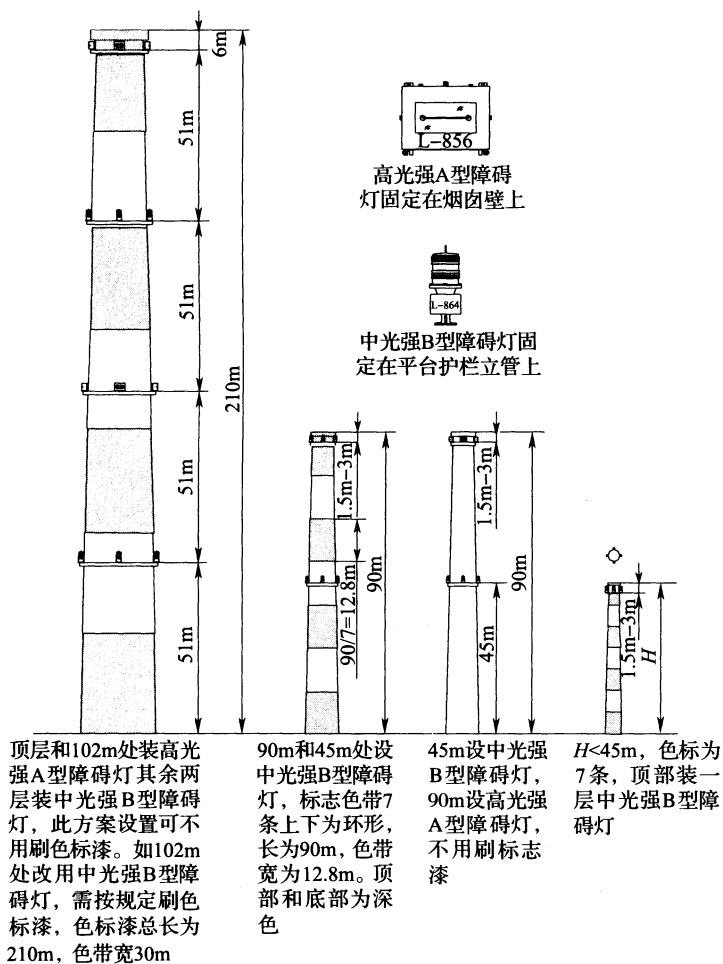 6m
51m
51m
51m
51m
210m
L-856
高光强A型障碍
灯固定在烟囱壁上
L-864
中光强B型障碍灯固
定在平台护栏立管上
1.5m-3m
90/7=12.8m
90m
1.5m-3m
45m
90m
1.5m-3m
H
顶层和102m处装高光
强A型障碍灯其余两
层装中光强B型障碍
灯，此方案设置可不
用刷色标漆。如102m
处改用中光强B型障
碍灯，需按规定刷色
标漆，色标漆总长为
210m，色带宽30m
90m和45m处设
中光强B型障碍
灯，标志色带7
条上下为环形，
长为90m，色带
宽为12.8m。顶
部和底部为深
色
45m设中光强
B型障碍灯，
90m设高光强
A型障碍灯，
不用刷标志
漆
H<45m，色标为
7条，顶部装一
层中光强B型障
碍灯